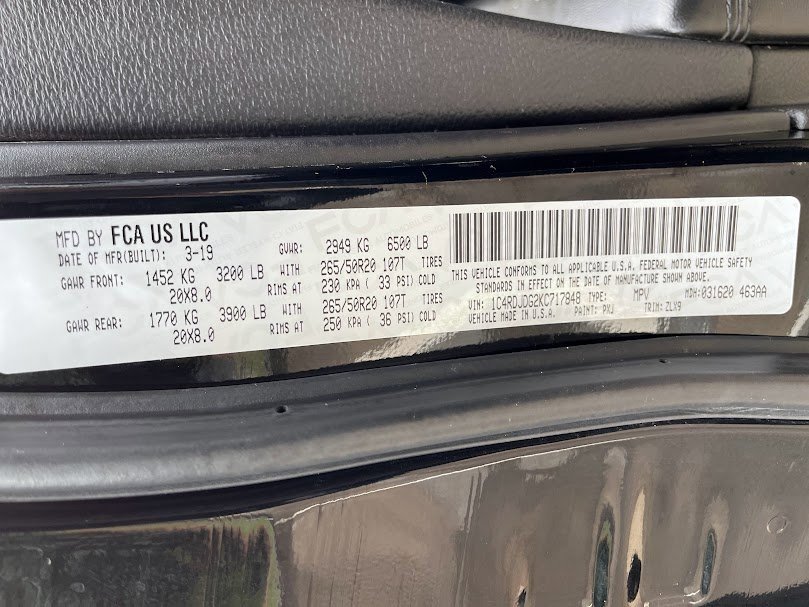 MFD BY FCA US LLC
DATE OF MFR(BUILT): 3-19 GVWR: 2949 KG 6500 LB
GAWR FRONT: 1452 KG 3200 LB WITH 265/50R20 107T TIRES
20X8.0 RIMS AT 230 KPA ( 33 PSI) COLD
GAWR REAR: 1770 KG 3900 LB WITH 265/50R20 107T TIRES
20X8.0 RIMS AT 250 KPA ( 36 PSI) COLD
THIS VEHICLE CONFORMS TO ALL APPLICABLE U.S.A. FEDERAL MOTOR VEHICLE SAFETY
STANDARDS IN EFFECT ON THE DATE OF MANUFACTURE SHOWN ABOVE.
VIN: 1C4RDJDG2KC717848 TYPE: MPV MDH:031620 463AA
VEHICLE MADE IN U.S.A. PAINT: PXJ TRIM: ZLX9